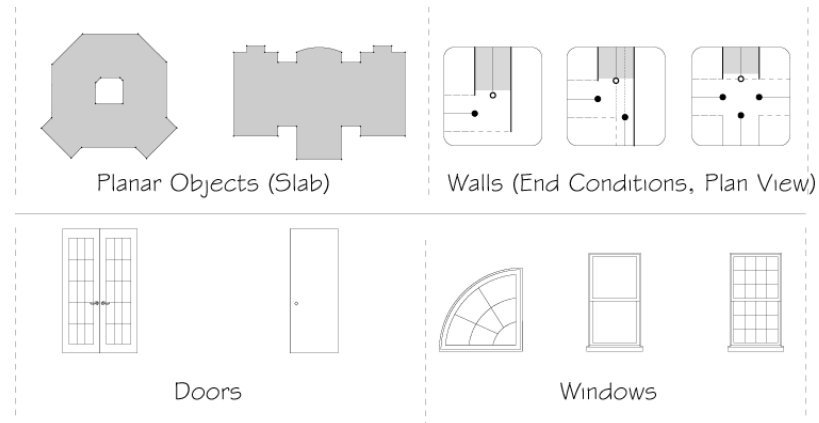 Planar Objects (Slab)
Walls (End Conditions, Plan View)
Doors
Windows